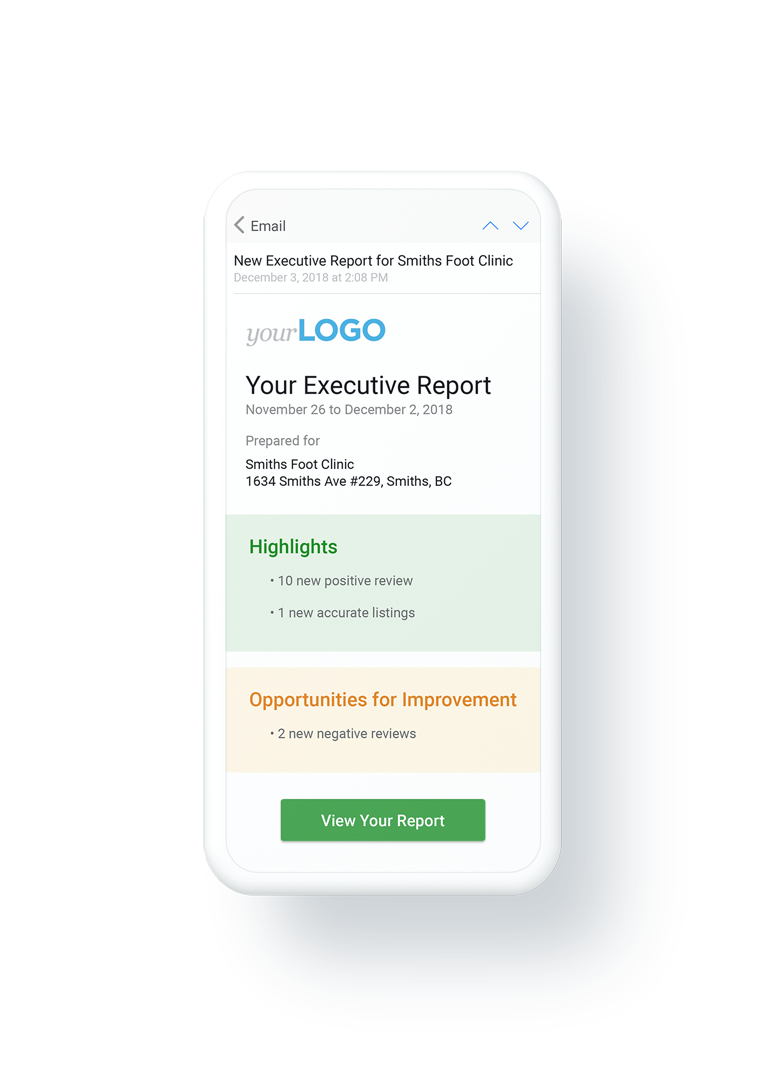 Email
New Executive Report for Smiths Foot Clinic
December 3, 2018 at 2:08 PM
yourLOGO
Your Executive Report
November 26 to December 2, 2018
Prepared for
Smiths Foot Clinic
1634 Smiths Ave #229, Smiths, BC
Highlights
• 10 new positive review
• 1 new accurate listings
Opportunities for Improvement
• 2 new negative reviews
View Your Report